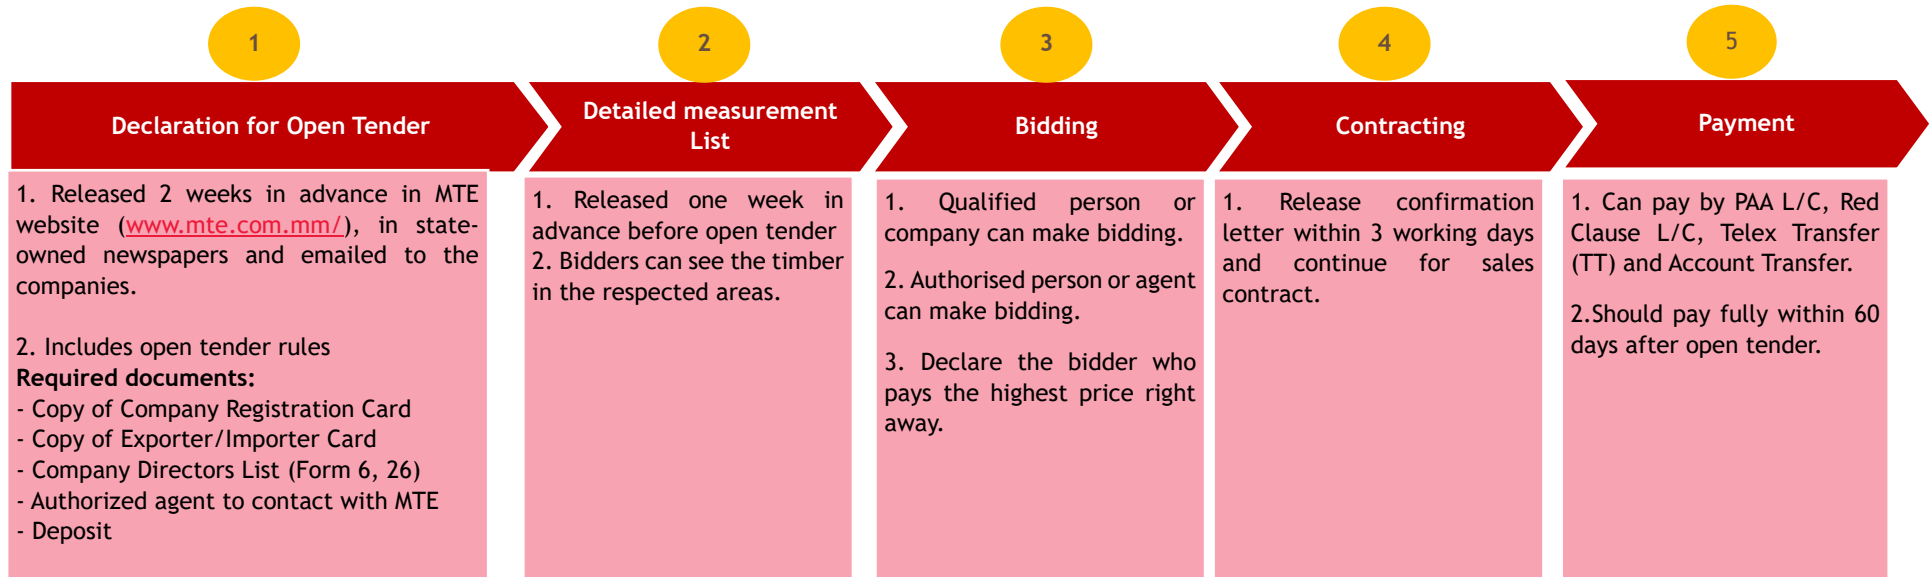 1
2
3
4
5
Declaration for Open Tender
Detailed measurement
List
Bidding
Contracting
Payment
1. Released 2 weeks in advance in MTE
website (www.mte.com.mm/), in state-
owned newspapers and emailed to the
companies.
2. Includes open tender rules
Required documents:
- Copy of Company Registration Card
- Copy of Exporter/Importer Card
- Company Directors List (Form 6, 26)
- Authorized agent to contact with MTE
- Deposit
1. Released one week in
advance before open tender
2. Bidders can see the timber
in the respected areas.
1. Qualified person or
company can make bidding.
2. Authorised person or agent
can make bidding.
3. Declare the bidder who
pays the highest price right
away.
1. Release confirmation
letter within 3 working days
and continue for sales
contract.
1. Can pay by PAA L/C, Red
Clause L/C, Telex Transfer
(TT) and Account Transfer.
2.Should pay fully within 60
days after open tender.